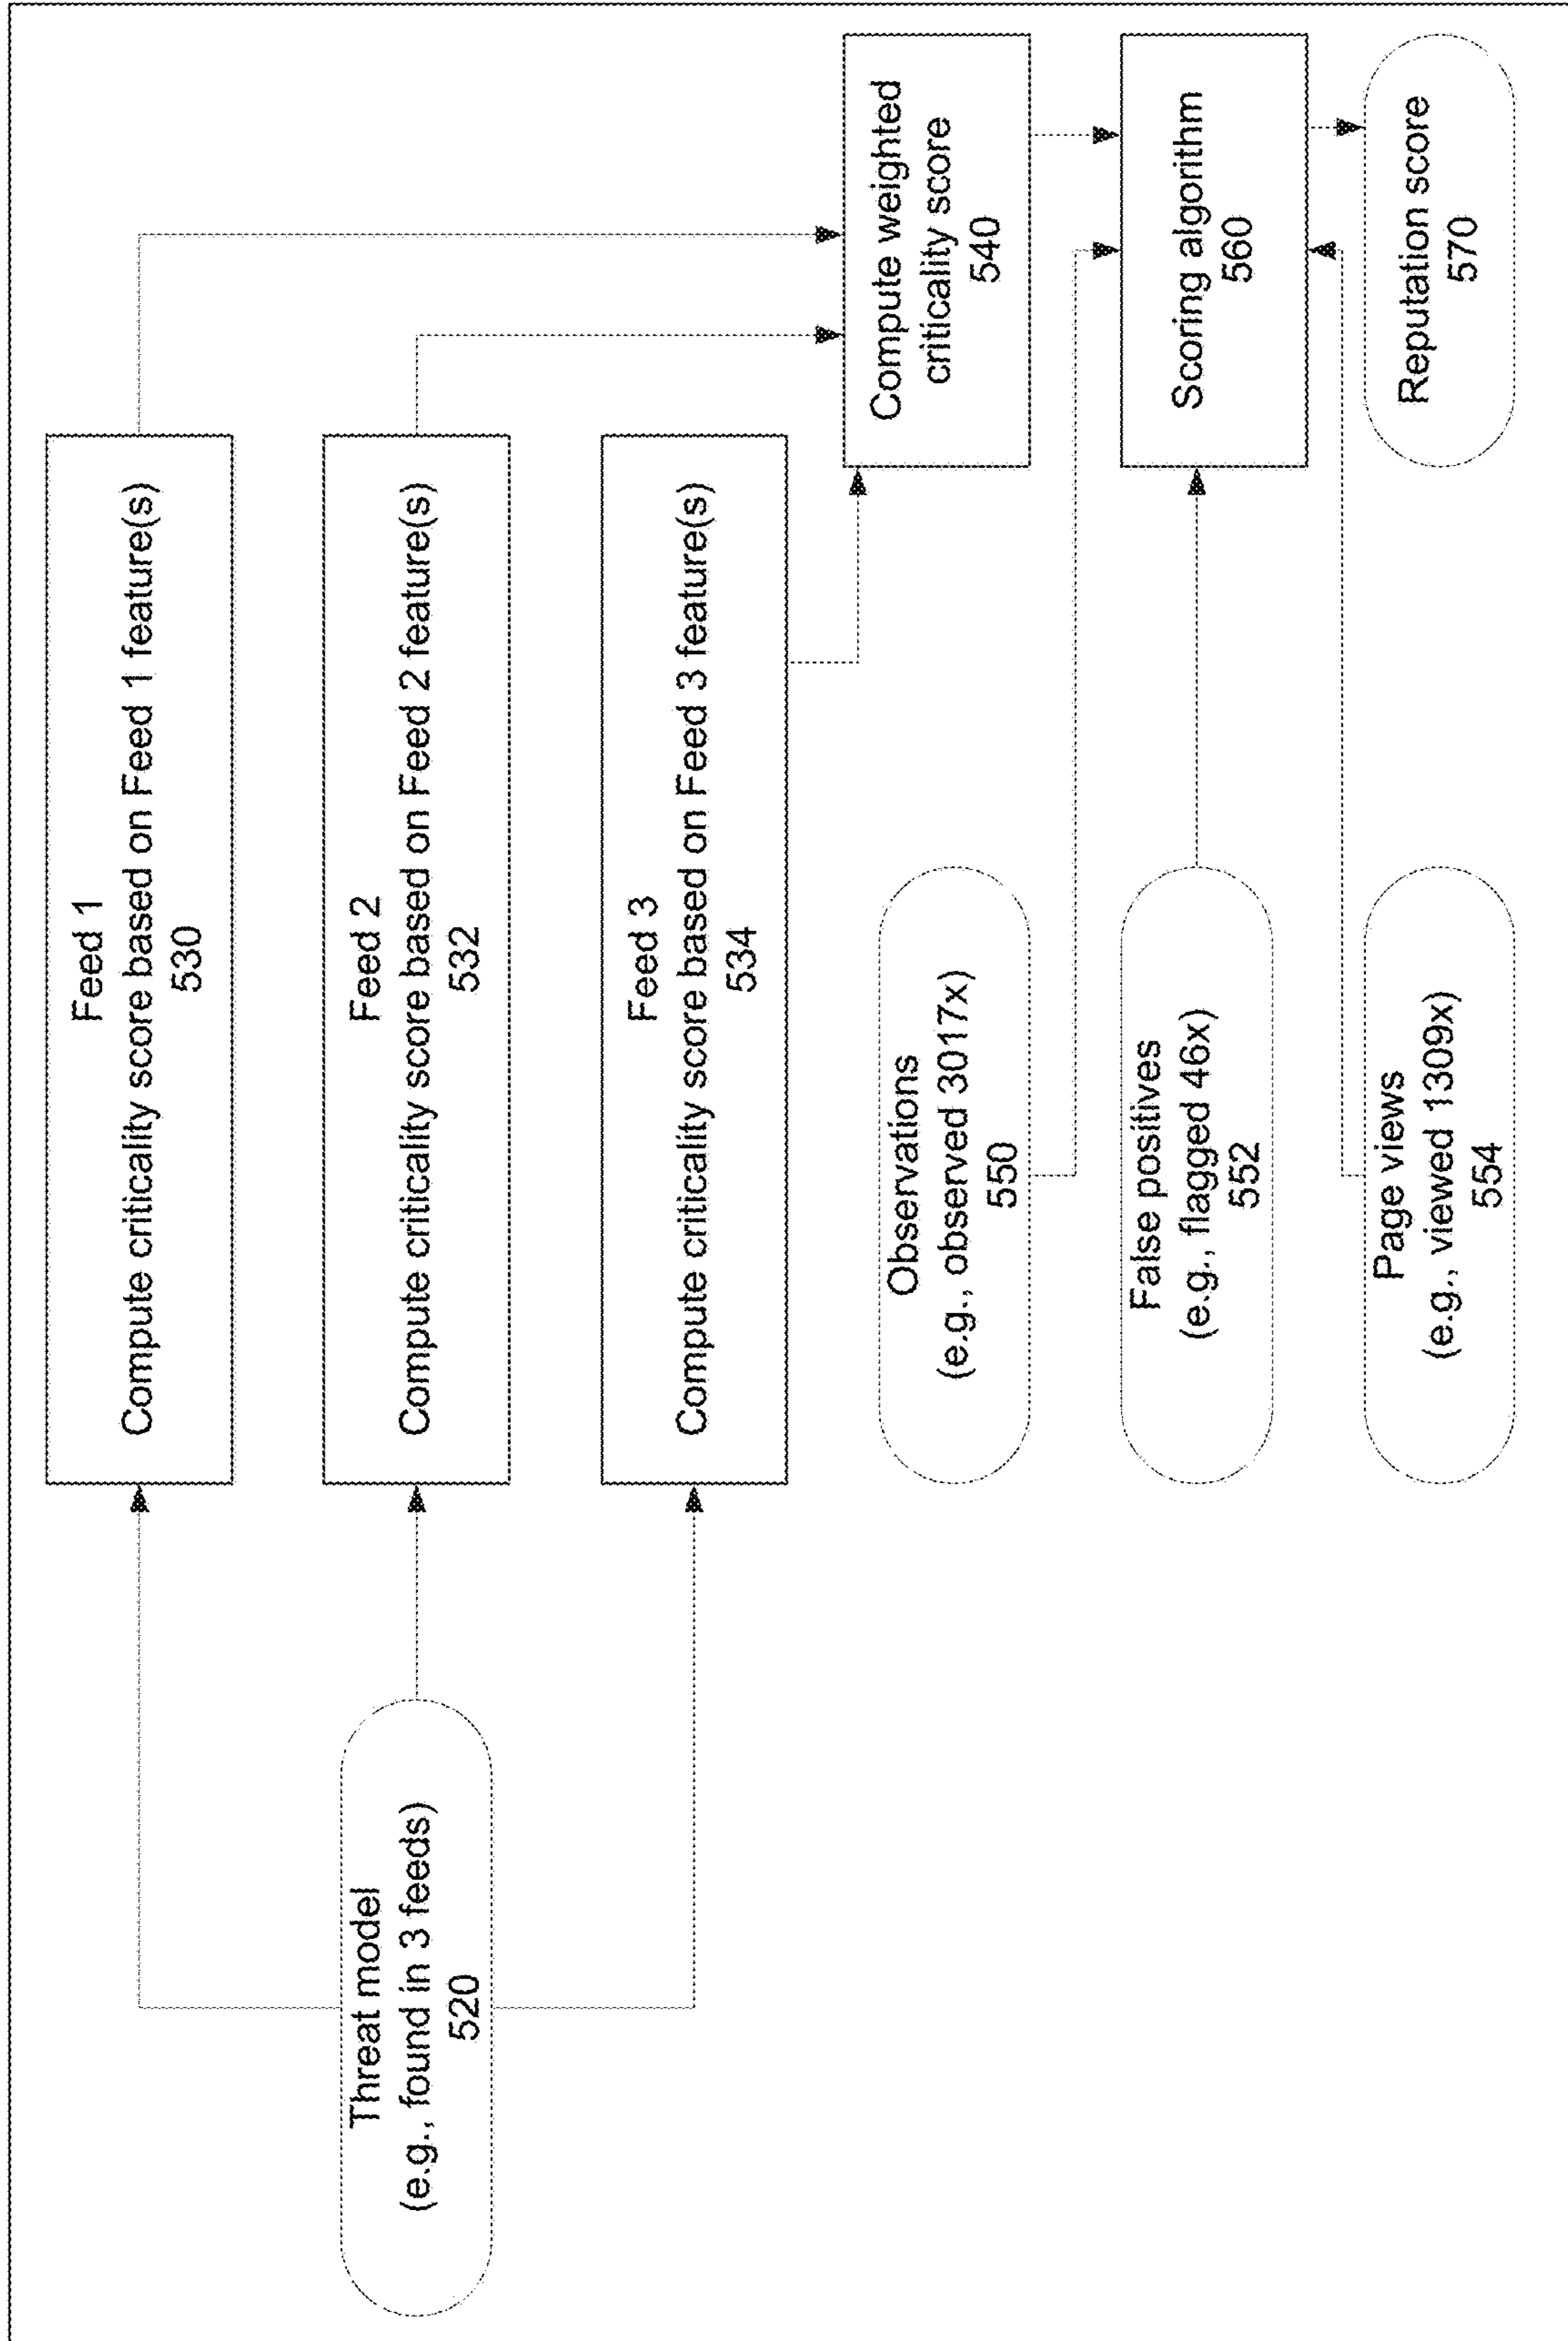 Threat model
(e.g., found in 3 feeds)
520
Feed 1
Compute criticality score based on Feed 1 feature(s)
530
Feed 2
Compute criticality score based on Feed 2 feature(s)
532
Feed 3
Compute criticality score based on Feed 3 feature(s)
534
Compute weighted
criticality score
540
Observations
(e.g., observed 3017x)
550
False positives
(e.g., flagged 46x)
552
Page views
(e.g., viewed 1309x)
554
Scoring algorithm
560
Reputation score
570